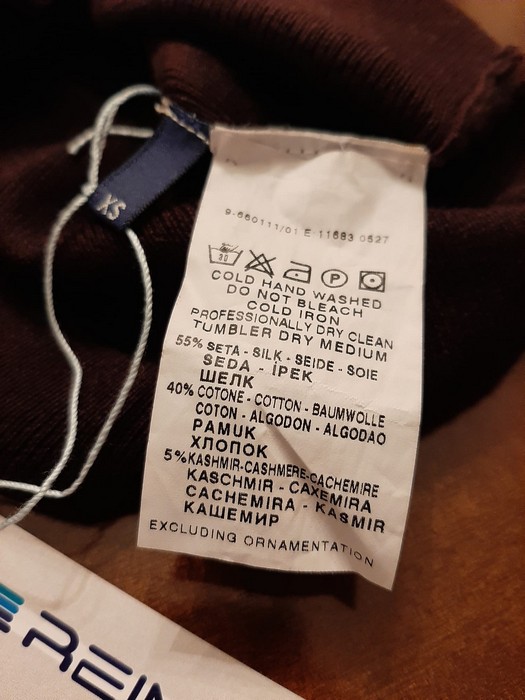 XS
9-660111/01 E-11683 0527
30
P
COLD HAND WASHED
DO NOT BLEACH
COLD IRON
PROFESSIONALLY DRY CLEAN
TUMBLER DRY MEDIUM
55% SETA - SILK - SEIDE - SOIE
SEDA - İPEK
ШЕЛК
40% COTONE - COTTON - BAUMWOLLE
COTON - ALGODON - ALGODAO
PAMUK
ХЛОПОК
5% KASHMIR-CASHMERE-CACHEMIRE
KASCHMIR - CAXEMIRA
CACHEMIRA - KASMIR
КАШЕМИР
EXCLUDING ORNAMENTATION